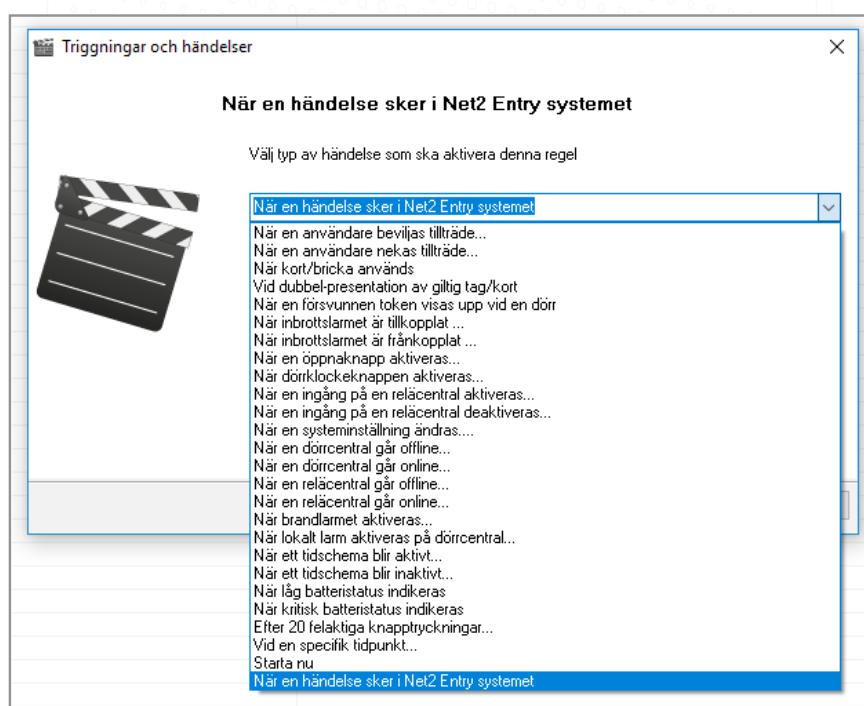 Triggningar och händelser
När en händelse sker i Net2 Entry systemet
Välj typ av händelse som ska aktivera denna regel
När en händelse sker i Net2 Entry systemet
När en användare beviljas tillträde...
När en användare nekas tillträde...
När kort/bricka används
Vid dubbel-presentation av giltig tag/kort
När en försvunnen token visas upp vid en dörr
När inbrottslarmet är tillkopplat ...
När inbrottslarmet är frånkopplat ...
När en öppnaknapp aktiveras...
När dörrklockeknappen aktiveras...
När en ingång på en reläcentral aktiveras...
När en ingång på en reläcentral deaktiveras...
När en systeminställning ändras....
När en dörrcentral går offline...
När en dörrcentral går online...
När en reläcentral går offline...
När en reläcentral går online...
När brandlarmet aktiveras...
När lokalt larm aktiveras på dörrcentral...
När ett tidschema blir aktivt...
När ett tidschema blir inaktivt...
När låg batteristatus indikeras
När kritisk batteristatus indikeras
Efter 20 felaktiga knapptryckningar...
Vid en specifik tidpunkt...
Starta nu
När en händelse sker i Net2 Entry systemet